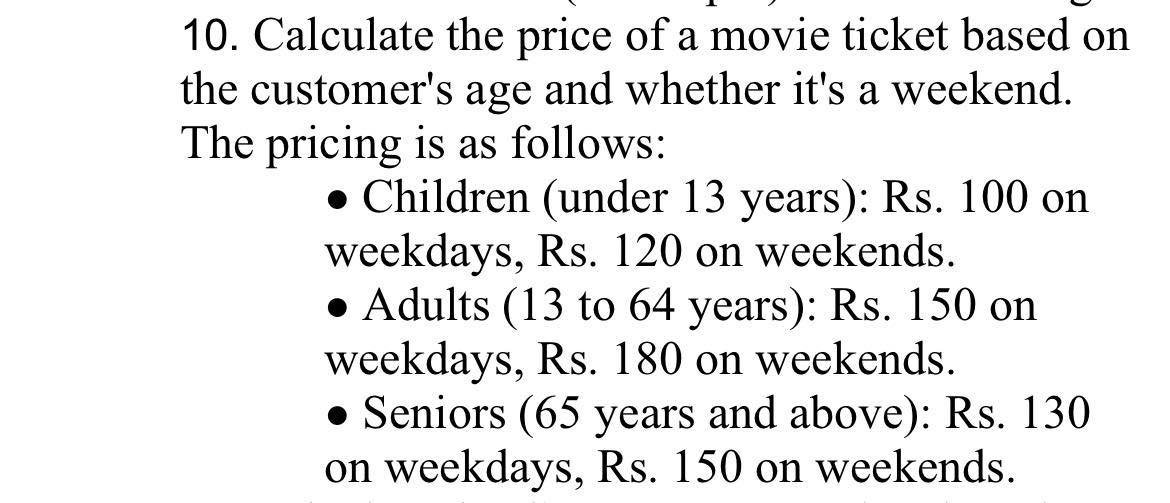 10. Calculate the price of a movie ticket based on
the customer's age and whether it's a weekend.
The pricing is as follows:
● Children (under 13 years): Rs. 100 on
weekdays, Rs. 120 on weekends.
● Adults (13 to 64 years): Rs. 150 on
weekdays, Rs. 180 on weekends.
● Seniors (65 years and above): Rs. 130
on weekdays, Rs. 150 on weekends.